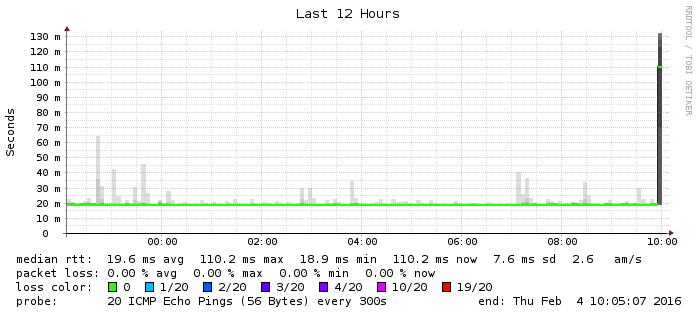 Last 12 Hours
RRDTOOL / TOBI OETIKER
Seconds
130 m
120 m
110 m
100 m
90 m
80 m
70 m
60 m
50 m
40 m
30 m
20 m
10 m
0
00:00 02:00 04:00 06:00 08:00 10:00
median rtt: 19.6 ms avg 110.2 ms max 18.9 ms min 110.2 ms now 7.6 ms sd 2.6 am/s
packet loss: 0.00 % avg 0.00 % max 0.00 % min 0.00 % now
loss color: 0 1/20 2/20 3/20 4/20 10/20 19/20
probe: 20 ICMP Echo Pings (56 Bytes) every 300s end: Thu Feb 4 10:05:07 2016